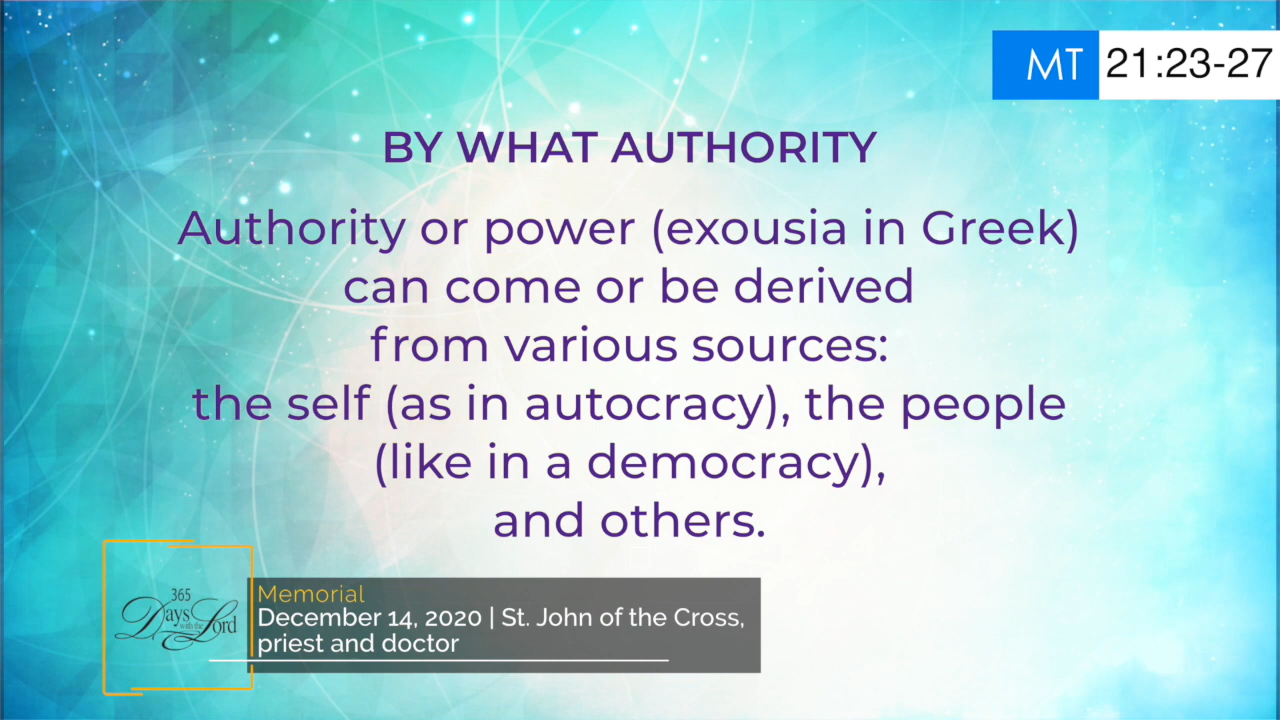 MT 21:23-27
BY WHAT AUTHORITY
Authority or power (exousia in Greek)
can come or be derived
from various sources:
the self (as in autocracy), the people
(like in a democracy),
and others.
365
Days
with the
Lord
Memorial
December 14, 2020 | St. John of the Cross,
priest and doctor